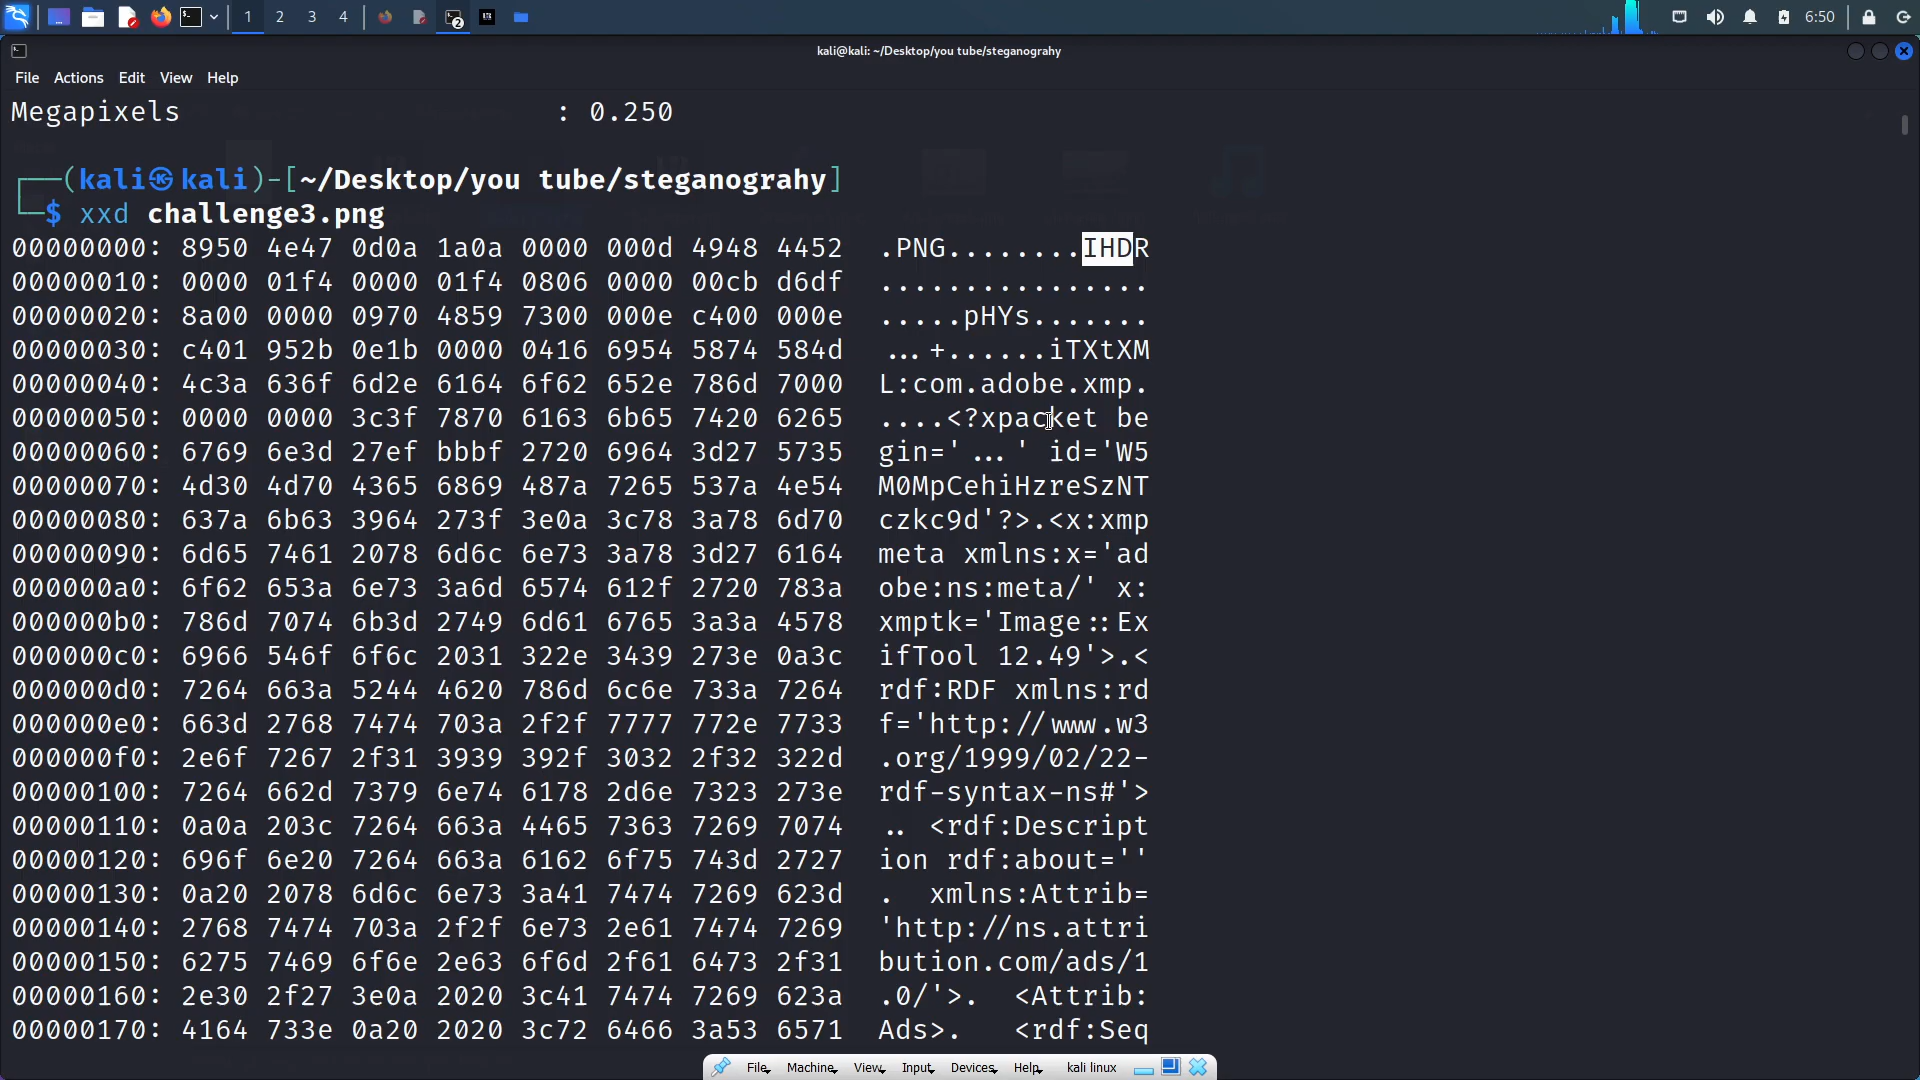 1 2 3 4 2 6:50
kali@kali: ~/Desktop/you tube/steganograhy
File Actions Edit View Help
Megapixels : 0.250
┌──(kali㉿kali)-[~/Desktop/you tube/steganograhy]
└─$ xxd challenge3.png
00000000: 8950 4e47 0d0a 1a0a 0000 000d 4948 4452 .PNG........IHDR
00000010: 0000 01f4 0000 01f4 0806 0000 00cb d6df ................
00000020: 8a00 0000 0970 4859 7300 000e c400 000e .....pHYs.......
00000030: c401 952b 0e1b 0000 0416 6954 5874 584d ...+......iTXtXM
00000040: 4c3a 636f 6d2e 6164 6f62 652e 786d 7000 L:com.adobe.xmp.
00000050: 0000 0000 3c3f 7870 6163 6b65 7420 6265 ....<?xpacket be
00000060: 6769 6e3d 27ef bbbf 2720 6964 3d27 5735 gin='...' id='W5
00000070: 4d30 4d70 4365 6869 487a 7265 537a 4e54 M0MpCehiHzreSzNT
00000080: 637a 6b63 3964 273f 3e0a 3c78 3a78 6d70 czkc9d'?>.<x:xmp
00000090: 6d65 7461 2078 6d6c 6e73 3a78 3d27 6164 meta xmlns:x='ad
000000a0: 6f62 653a 6e73 3a6d 6574 612f 2720 783a obe:ns:meta/' x:
000000b0: 786d 7074 6b3d 2749 6d61 6765 3a3a 4578 xmptk='Image::Ex
000000c0: 6966 546f 6f6c 2031 322e 3439 273e 0a3c ifTool 12.49'>.<
000000d0: 7264 663a 5244 4620 786d 6c6e 733a 7264 rdf:RDF xmlns:rd
000000e0: 663d 2768 7474 703a 2f2f 7777 772e 7733 f='http://www.w3
000000f0: 2e6f 7267 2f31 3939 392f 3032 2f32 322d .org/1999/02/22-
00000100: 7264 662d 7379 6e74 6178 2d6e 7323 273e rdf-syntax-ns#'>
00000110: 0a0a 203c 7264 663a 4465 7363 7269 7074 .. <rdf:Descript
00000120: 696f 6e20 7264 663a 6162 6f75 743d 2727 ion rdf:about=''
00000130: 0a20 2078 6d6c 6e73 3a41 7474 7269 623d .  xmlns:Attrib=
00000140: 2768 7474 703a 2f2f 6e73 2e61 7474 7269 'http://ns.attri
00000150: 6275 7469 6f6e 2e63 6f6d 2f61 6473 2f31 bution.com/ads/1
00000160: 2e30 2f27 3e0a 2020 3c41 7474 7269 623a .0/'>.  <Attrib:
00000170: 4164 733e 0a20 2020 3c72 6466 3a53 6571 Ads>.   <rdf:Seq
File Machine View Input Devices Help kali linux